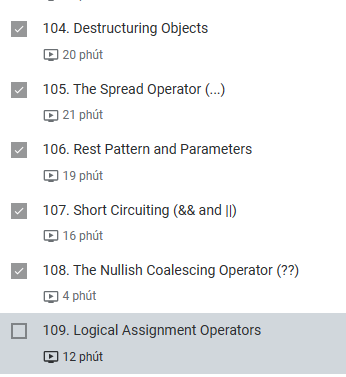 104. Destructuring Objects
20 phút
105. The Spread Operator (...)
21 phút
106. Rest Pattern and Parameters
19 phút
107. Short Circuiting (&& and ||)
16 phút
108. The Nullish Coalescing Operator (??)
4 phút
109. Logical Assignment Operators
12 phút